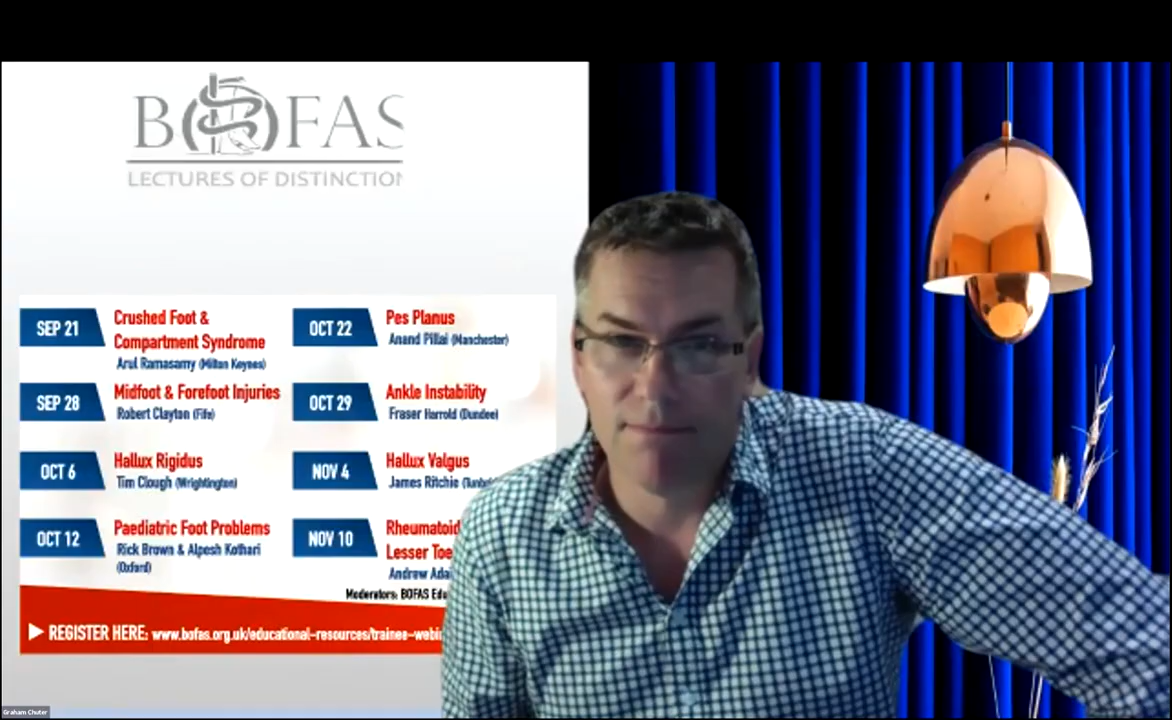 BOFAS
LECTURES OF DISTINCTION
SEP 21
Crushed Foot &
Compartment Syndrome
Arul Ramasamy (Milton Keynes)
SEP 28
Midfoot & Forefoot Injuries
Robert Clayton (Fife)
OCT 6
Hallux Rigidus
Tim Clough (Wrightington)
OCT 12
Paediatric Foot Problems
Rick Brown & Alpesh Kothari
(Oxford)
OCT 22
Pes Planus
Anand Pillai (Manchester)
OCT 29
Ankle Instability
Fraser Harrold (Dundee)
NOV 4
Hallux Valgus
James Ritchie
NOV 10
Rheumatoid
Lesser Toe
Andrew
Moderators: BOFAS
REGISTER HERE: www.bofas.org.uk/educational-resources/trainee-webi
Graham Chuter